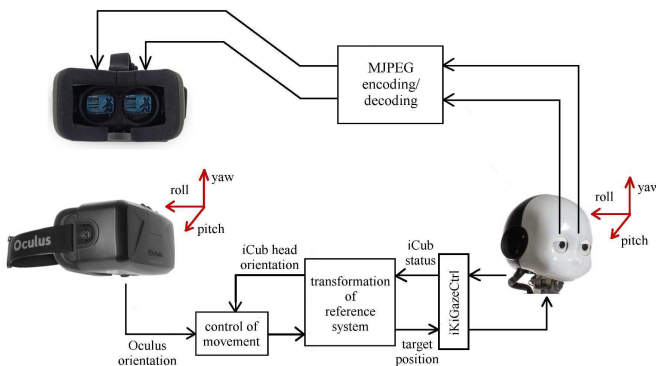 MJPEG
encoding/
decoding
yaw
roll
pitch
Oculus
yaw
roll
pitch
iCub head
orientation
iCub
status
transformation
of
reference
system
iKiGazeCtrl
control of
movement
Oculus
orientation
target
position